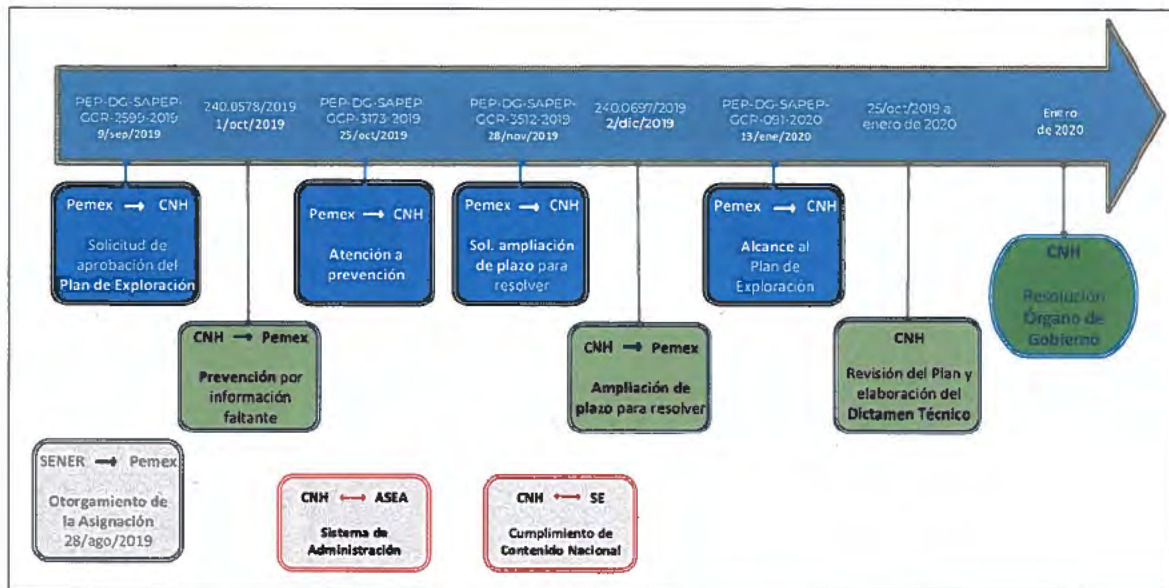 PEP-DG-SAPEP-
GCR-2599-2019
9/sep/2019
240.0578/2019
1/oct/2019
PEP-DG-SAPEP-
GCP-3173-2019
25/oct/2019
PEP-DG-SAPEP-
GCR-3512-2019
28/nov/2019
240.0697/2019
2/dic/2019
PEP-DG-SAPEP-
GCR-091-2020
13/ene/2020
25/oct/2019 a
enero de 2020
Enero
de 2020
Pemex → CNH
Solicitud de
aprobación del
Plan de Exploración
Pemex → CNH
Atención a
prevención
Pemex → CNH
Sol. ampliación
de plazo para
resolver
Pemex → CNH
Alcance al
Plan de
Exploración
CNH
Resolución
Órgano de
Gobierno
CNH → Pemex
Prevención por
información
faltante
CNH → Pemex
Ampliación de
plazo para resolver
CNH
Revisión del Plan y
elaboración del
Dictamen Técnico
SENER → Pemex
Otorgamiento de
la Asignación
28/ago/2019
CNH ↔ ASEA
Sistema de
Administración
CNH ↔ SE
Cumplimiento de
Contenido Nacional